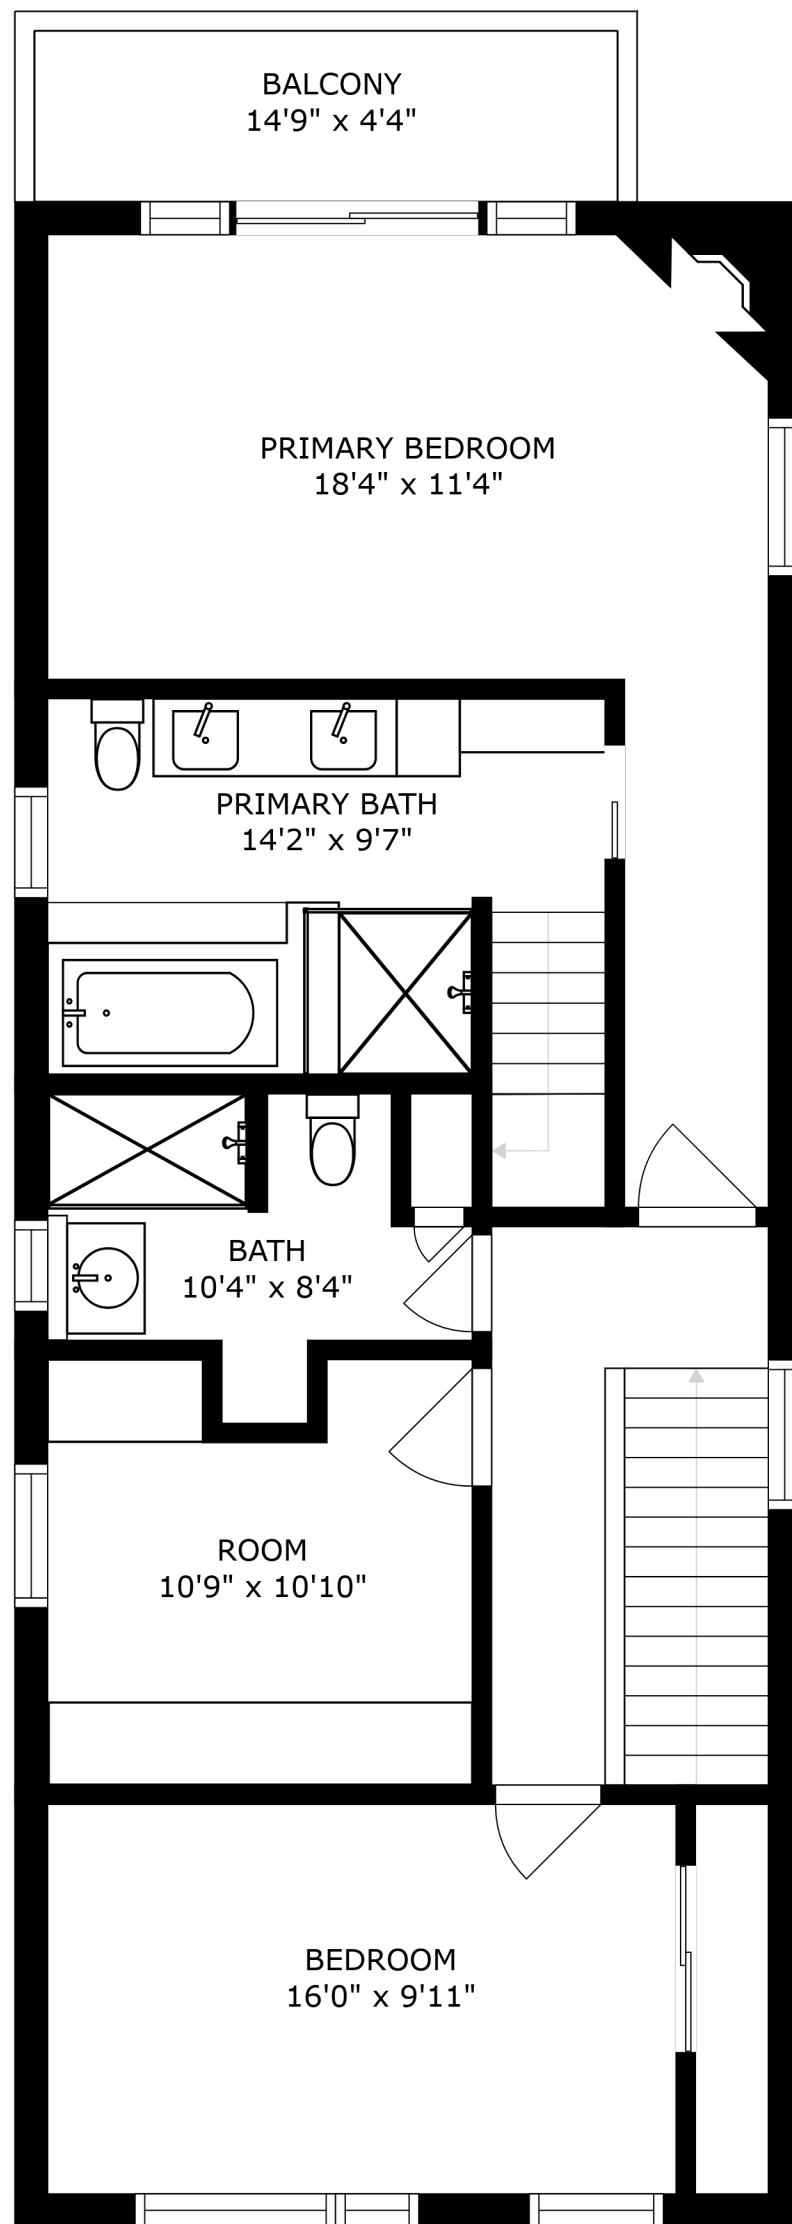 BALCONY
14'9" x 4'4"
PRIMARY BEDROOM
18'4" x 11'4"
PRIMARY BATH
14'2" x 9'7"
BATH
10'4" x 8'4"
ROOM
10'9" x 10'10"
BEDROOM
16'0" x 9'11"